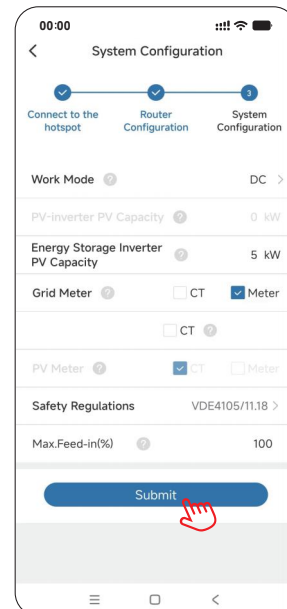 00:00
System Configuration
3
Connect to the
hotspot
Router
Configuration
System
Configuration
Work Mode ? DC >
PV-inverter PV Capacity ? 0 kW
Energy Storage Inverter
PV Capacity ? 5 kW
Grid Meter ? CT Meter
CT ?
PV Meter ? CT Meter
Safety Regulations VDE4105/11.18 >
Max.Feed-in(%) ? 100
Submit